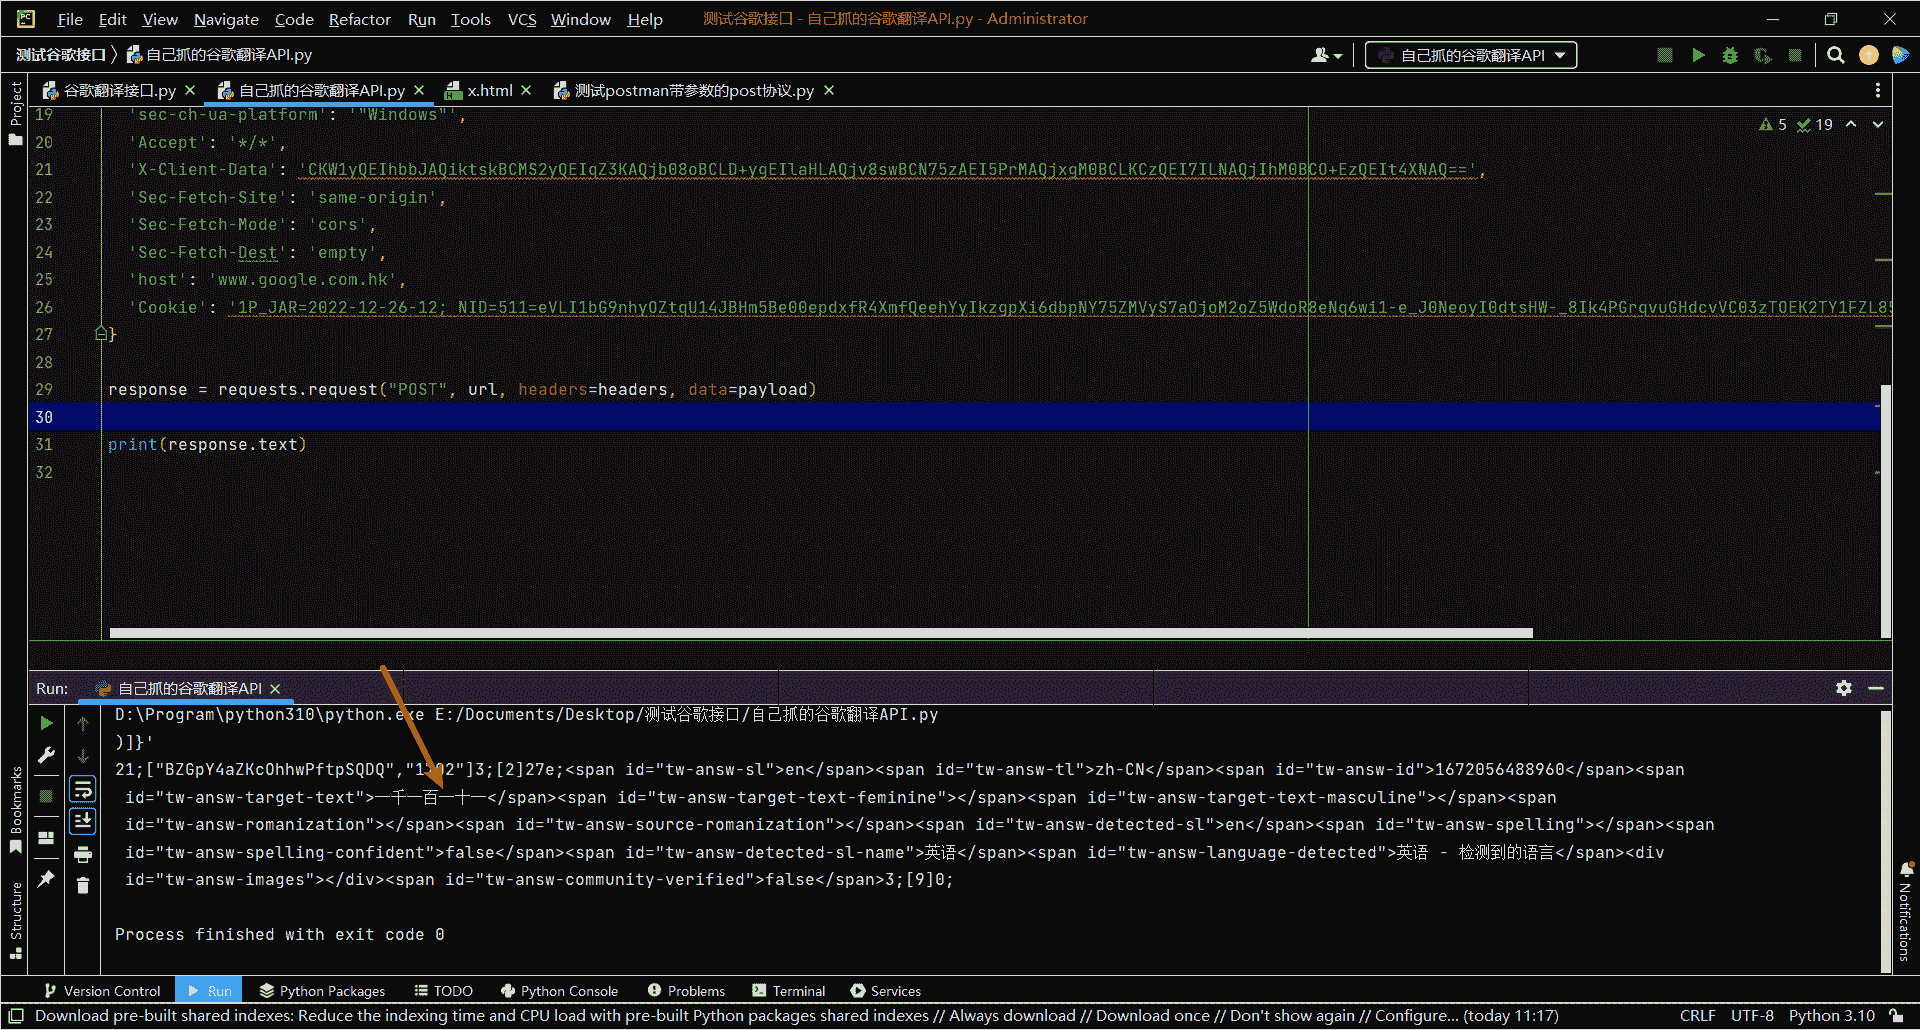 File Edit View Navigate Code Refactor Run Tools VCS Window Help 测试谷歌接口 - 自己抓的谷歌翻译API.py - Administrator
测试谷歌接口 〉 自己抓的谷歌翻译API.py 自己抓的谷歌翻译API
Project 谷歌翻译接口.py 自己抓的谷歌翻译API.py x.html 测试postman带参数的post协议.py
19 'sec-ch-ua-platform': '"Windows"',
5 19
20 'Accept': '*/*',
21 'X-Client-Data': 'CKW1yQEIhbbJAQiktskBCMS2yQEIqZ3KAQjb08oBCLD+ygEIlaHLAQjv8swBCN75zAEI5PrMAQjxgM0BCLKCzQEI7ILNAQjIhM0BCO+EzQEIt4XNAQ==',
22 'Sec-Fetch-Site': 'same-origin',
23 'Sec-Fetch-Mode': 'cors',
24 'Sec-Fetch-Dest': 'empty',
25 'host': 'www.google.com.hk',
26 'Cookie': '1P_JAR=2022-12-26-12; NID=511=eVLI1bG9nhyOZtqU14JBHm5Be00epdxfR4XmfQeehYyIkzgpXi6dbpNY75ZMVyS7aOjoM2oZ5WdoR8eNq6wi1-e_J0NeoyI0dtsHW-_8Ik4PGrqvuGHdcvVC03zTOEK2TY1FZL85
27 }
28
29 response = requests.request("POST", url, headers=headers, data=payload)
30
31 print(response.text)
32
Run: 自己抓的谷歌翻译API
D:\Program\python310\python.exe E:/Documents/Desktop/测试谷歌接口/自己抓的谷歌翻译API.py
)]}'
21;["BZGpY4aZKcOhhwPftpSQDQ","1 02"]3;[2]27e;<span id="tw-answ-sl">en</span><span id="tw-answ-tl">zh-CN</span><span id="tw-answ-id">1672056488960</span><span
id="tw-answ-target-text">一千一百一十一</span><span id="tw-answ-target-text-feminine"></span><span id="tw-answ-target-text-masculine"></span><span
id="tw-answ-romanization"></span><span id="tw-answ-source-romanization"></span><span id="tw-answ-detected-sl">en</span><span id="tw-answ-spelling"></span><span
id="tw-answ-spelling-confident">false</span><span id="tw-answ-detected-sl-name">英语</span><span id="tw-answ-language-detected">英语 - 检测到的语言</span><div
id="tw-answ-images"></div><span id="tw-answ-community-verified">false</span>3;[9]0;
Process finished with exit code 0
Bookmarks
Structure
Notifications
Version Control Run Python Packages TODO Python Console Problems Terminal Services
Download pre-built shared indexes: Reduce the indexing time and CPU load with pre-built Python packages shared indexes // Always download // Download once // Don't show again // Configure... (today 11:17) CRLF UTF-8 Python 3.10